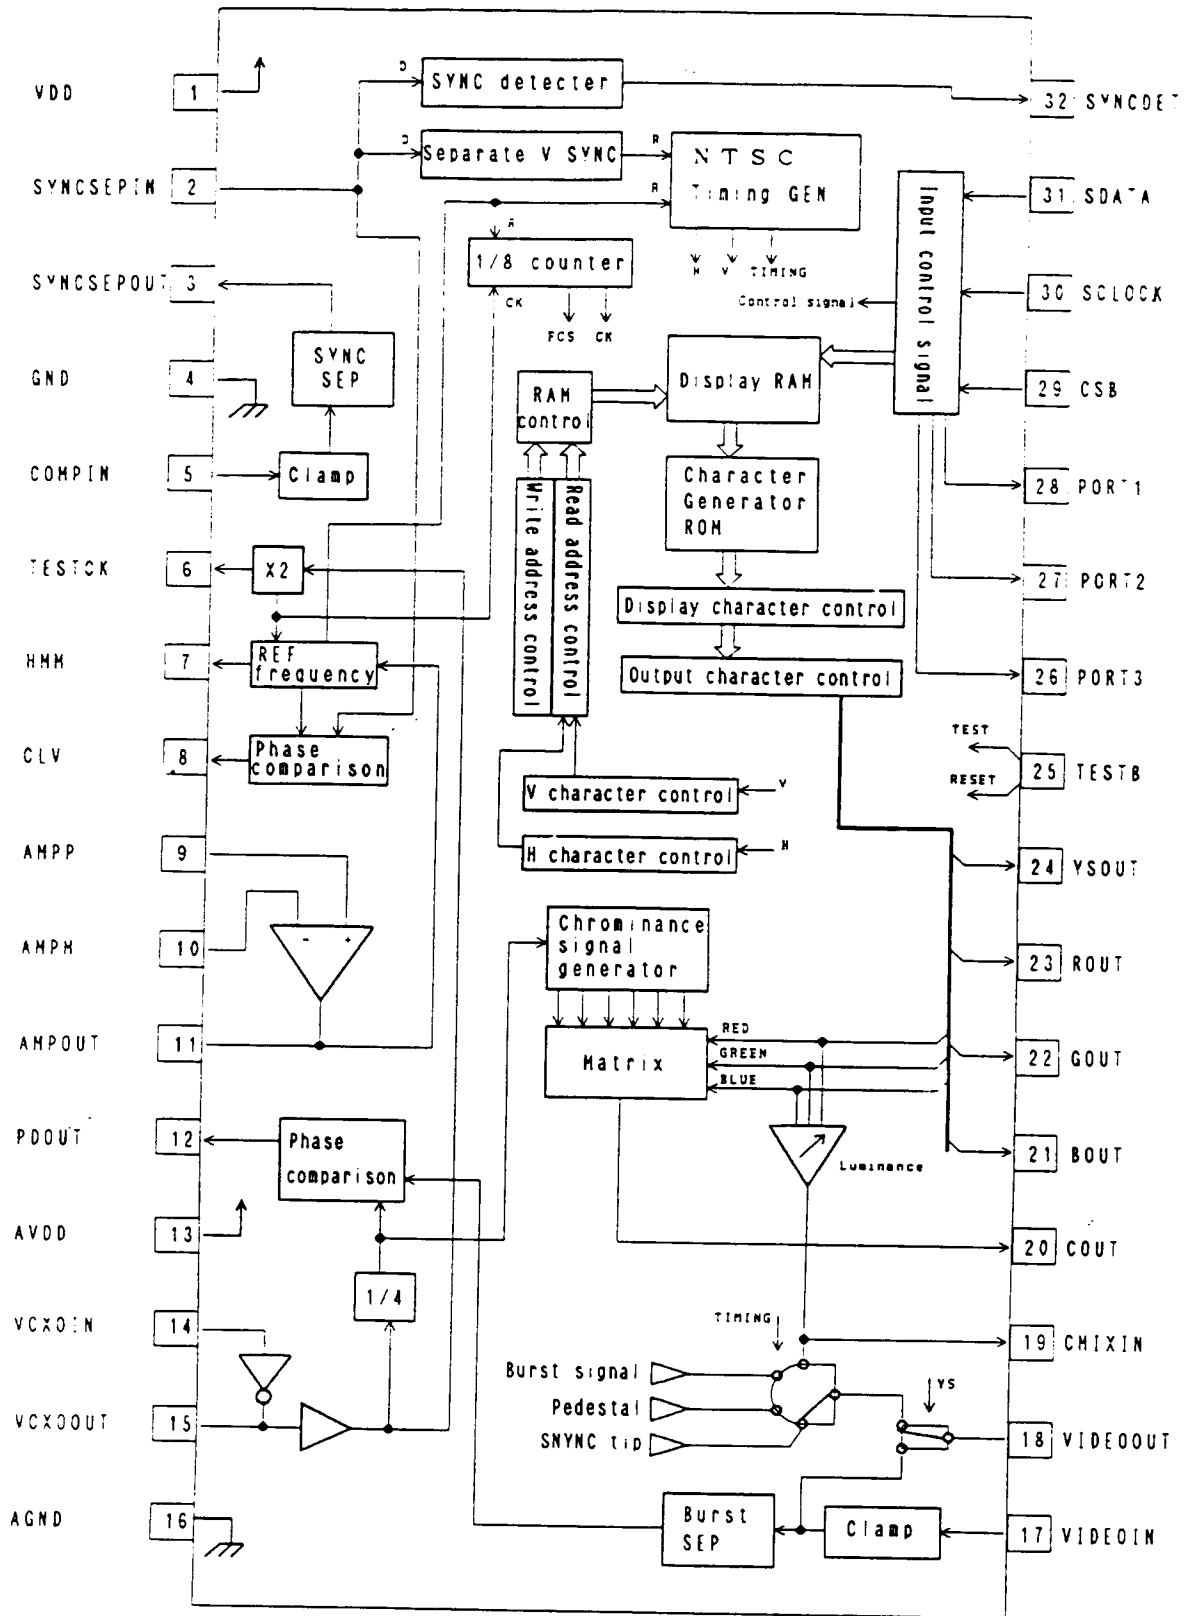 VDD 1
SYNCSEPIN 2
SYNCSEPOUT 3
GND 4
COMPIN 5
TESTCK 6
HMM 7
CLV 8
AMPP 9
AMPM 10
AMPOUT 11
PDOUT 12
AVDD 13
VCXOIN 14
VCXOOUT 15
AGND 16
D
SYNC detecter
D
Separate V SYNC
R
R
NTSC
Timing GEN
H V TIMING
R
1/8 counter
CK
FCS CK
Control signal
Input control signal
SYNC
SEP
Clamp
X2
REF
frequency
Phase
comparison
RAM
control
Display RAM
Character
Generator
ROM
Write address control
Read address control
Display character control
Output character control
V character control
V
H character control
H
- +
Chrominance
signal
generator
Matrix
RED
GREEN
BLUE
Luminance
Phase
comparison
1/4
TIMING
Burst signal
Pedestal
SNYNC tip
YS
Burst
SEP
Clamp
TEST
RESET
32 SYNCDET
31 SDATA
30 SCLOCK
29 CSB
28 PORT1
27 PORT2
26 PORT3
25 TESTB
24 YSOUT
23 ROUT
22 GOUT
21 BOUT
20 COUT
19 CMIXIN
18 VIDEOOUT
17 VIDEOIN